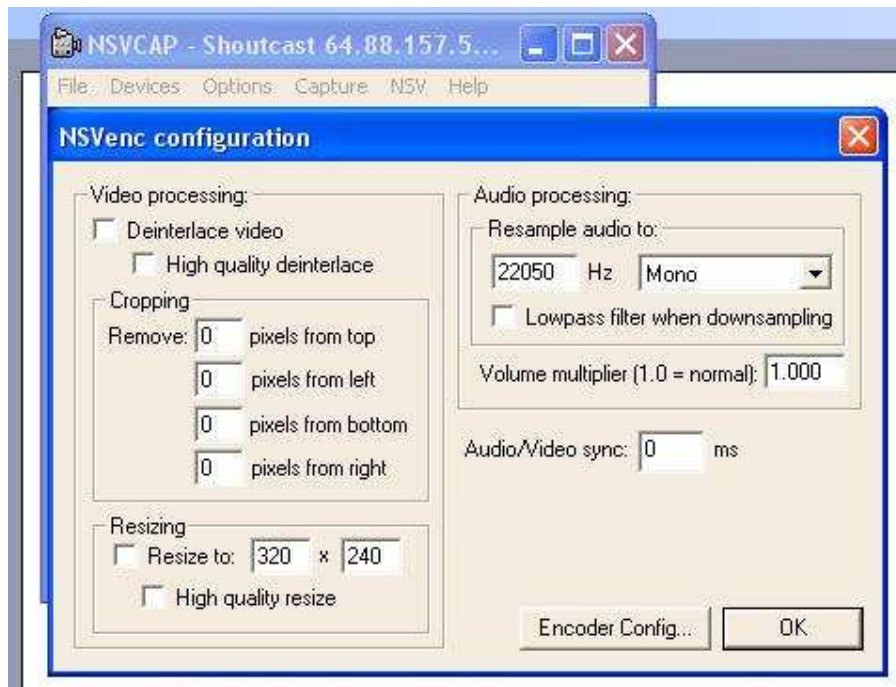 NSVCAP - Shoutcast 64.88.157.5...
File Devices Options Capture NSV Help
NSVenc configuration
Video processing:
Deinterlace video
High quality deinterlace
Cropping
Remove: 0 pixels from top
0 pixels from left
0 pixels from bottom
0 pixels from right
Resizing
Resize to: 320 x 240
High quality resize
Audio processing:
Resample audio to:
22050 Hz Mono
Lowpass filter when downsampling
Volume multiplier (1.0 = normal): 1.000
Audio/Video sync: 0 ms
Encoder Config... OK